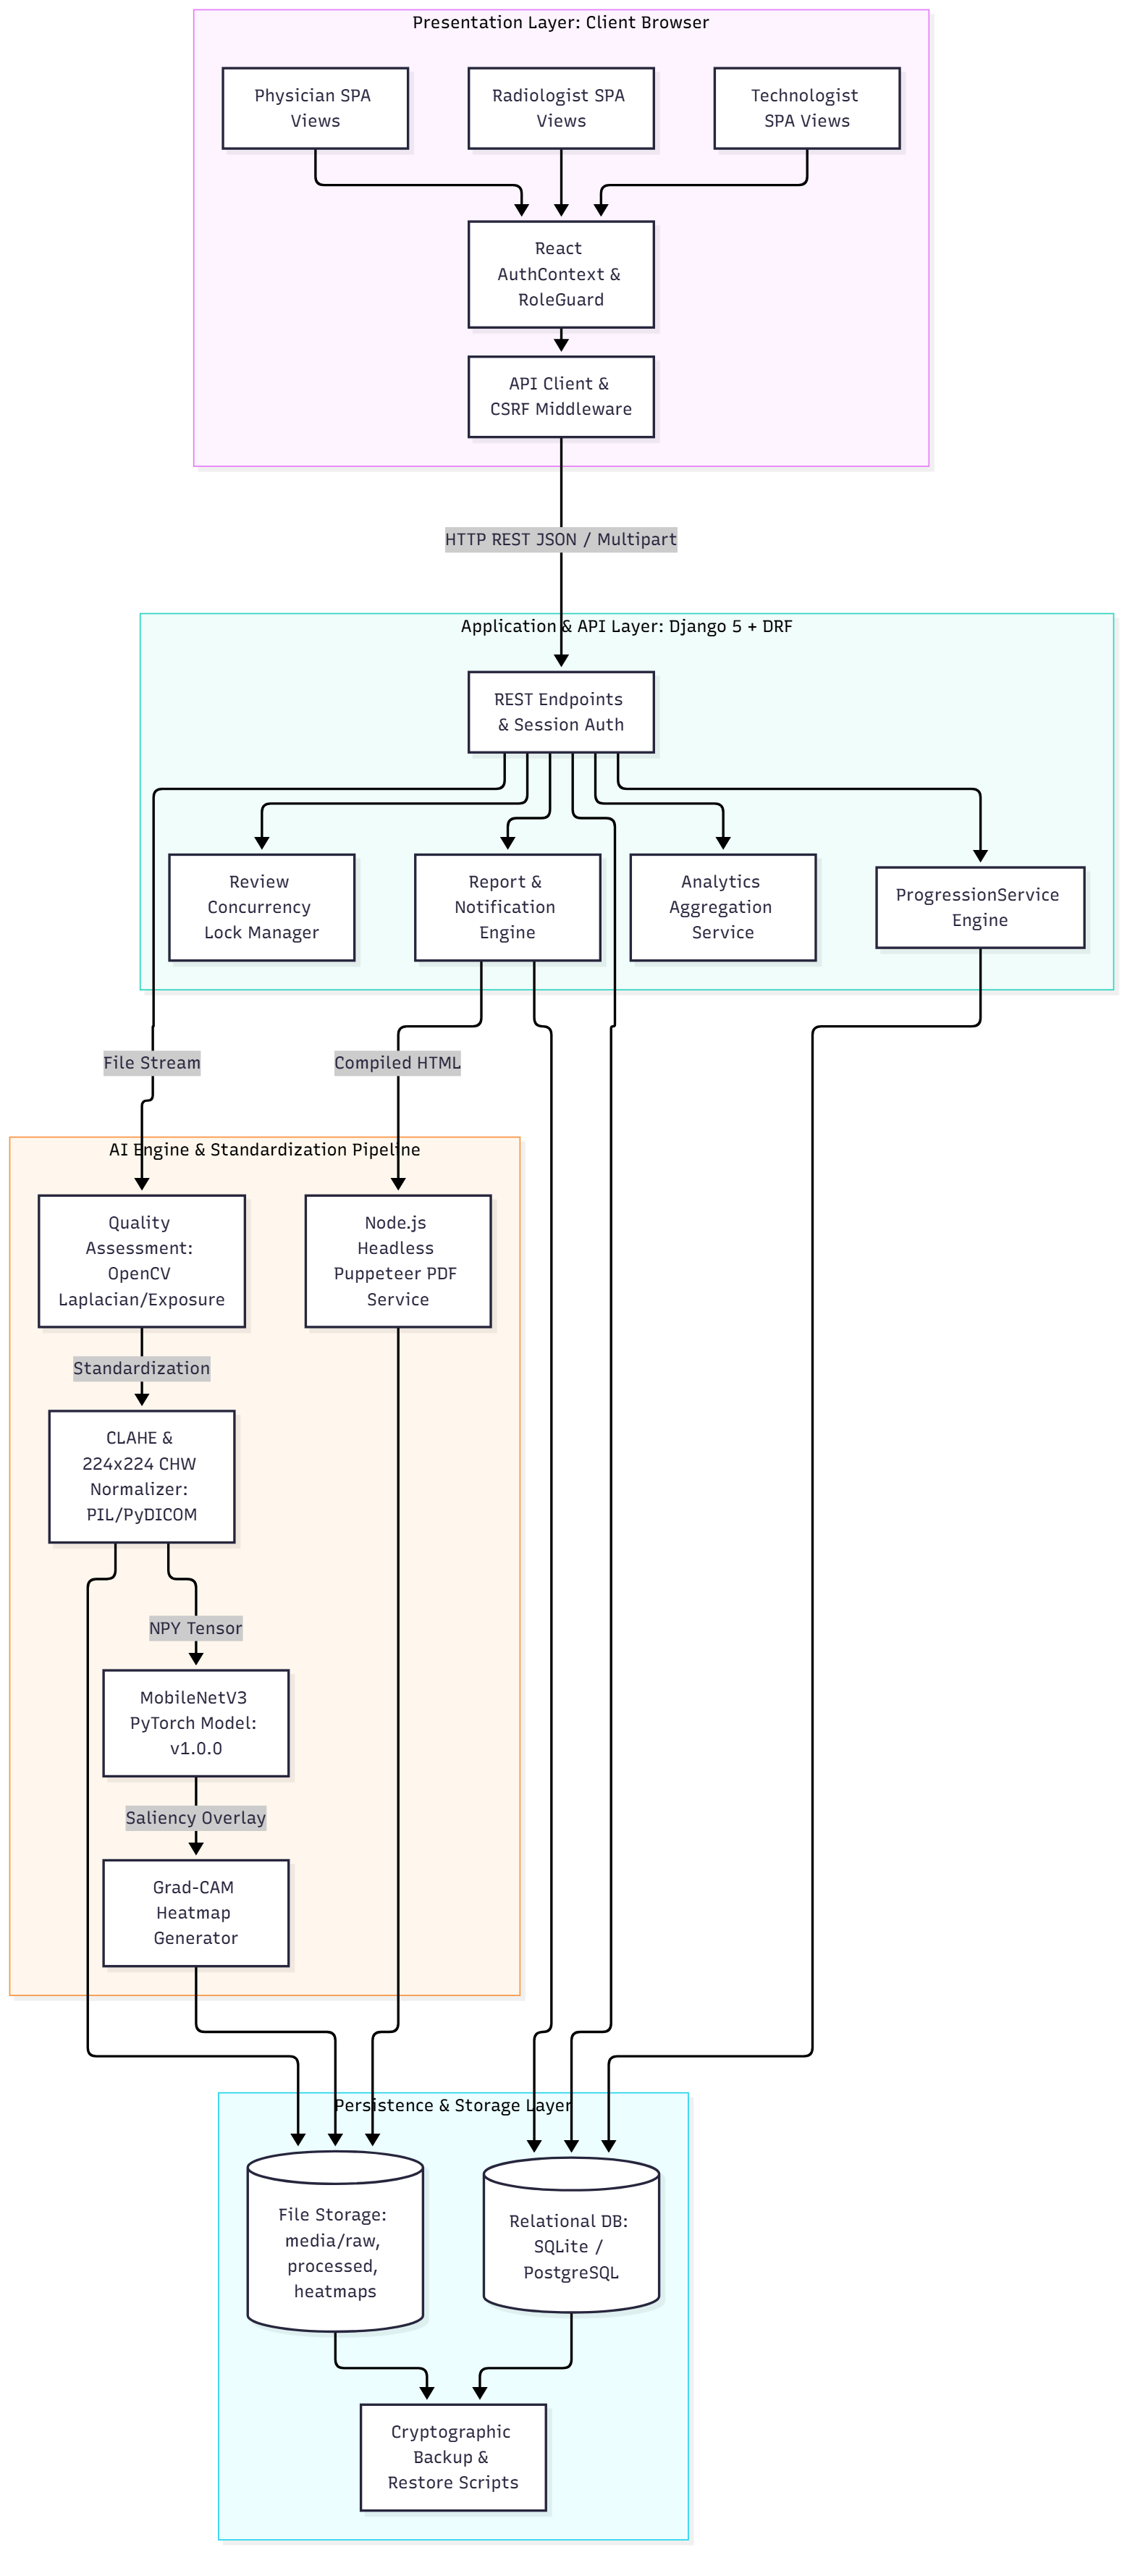 Presentation Layer: Client Browser
Physician SPA
Views
Radiologist SPA
Views
Technologist
SPA Views
React
AuthContext &
RoleGuard
API Client &
CSRF Middleware
HTTP REST JSON / Multipart
Application & API Layer: Django 5 + DRF
REST Endpoints
& Session Auth
Review
Concurrency
Lock Manager
Report &
Notification
Engine
Analytics
Aggregation
Service
ProgressionService
Engine
File Stream
Compiled HTML
AI Engine & Standardization Pipeline
Quality
Assessment:
OpenCV
Laplacian/Exposure
Node.js
Headless
Puppeteer PDF
Service
Standardization
CLAHE &
224x224 CHW
Normalizer:
PIL/PyDICOM
NPY Tensor
MobileNetV3
PyTorch Model:
v1.0.0
Saliency Overlay
Grad-CAM
Heatmap
Generator
Persistence & Storage Layer
File Storage:
media/raw,
processed,
heatmaps
Relational DB:
SQLite /
PostgreSQL
Cryptographic
Backup &
Restore Scripts